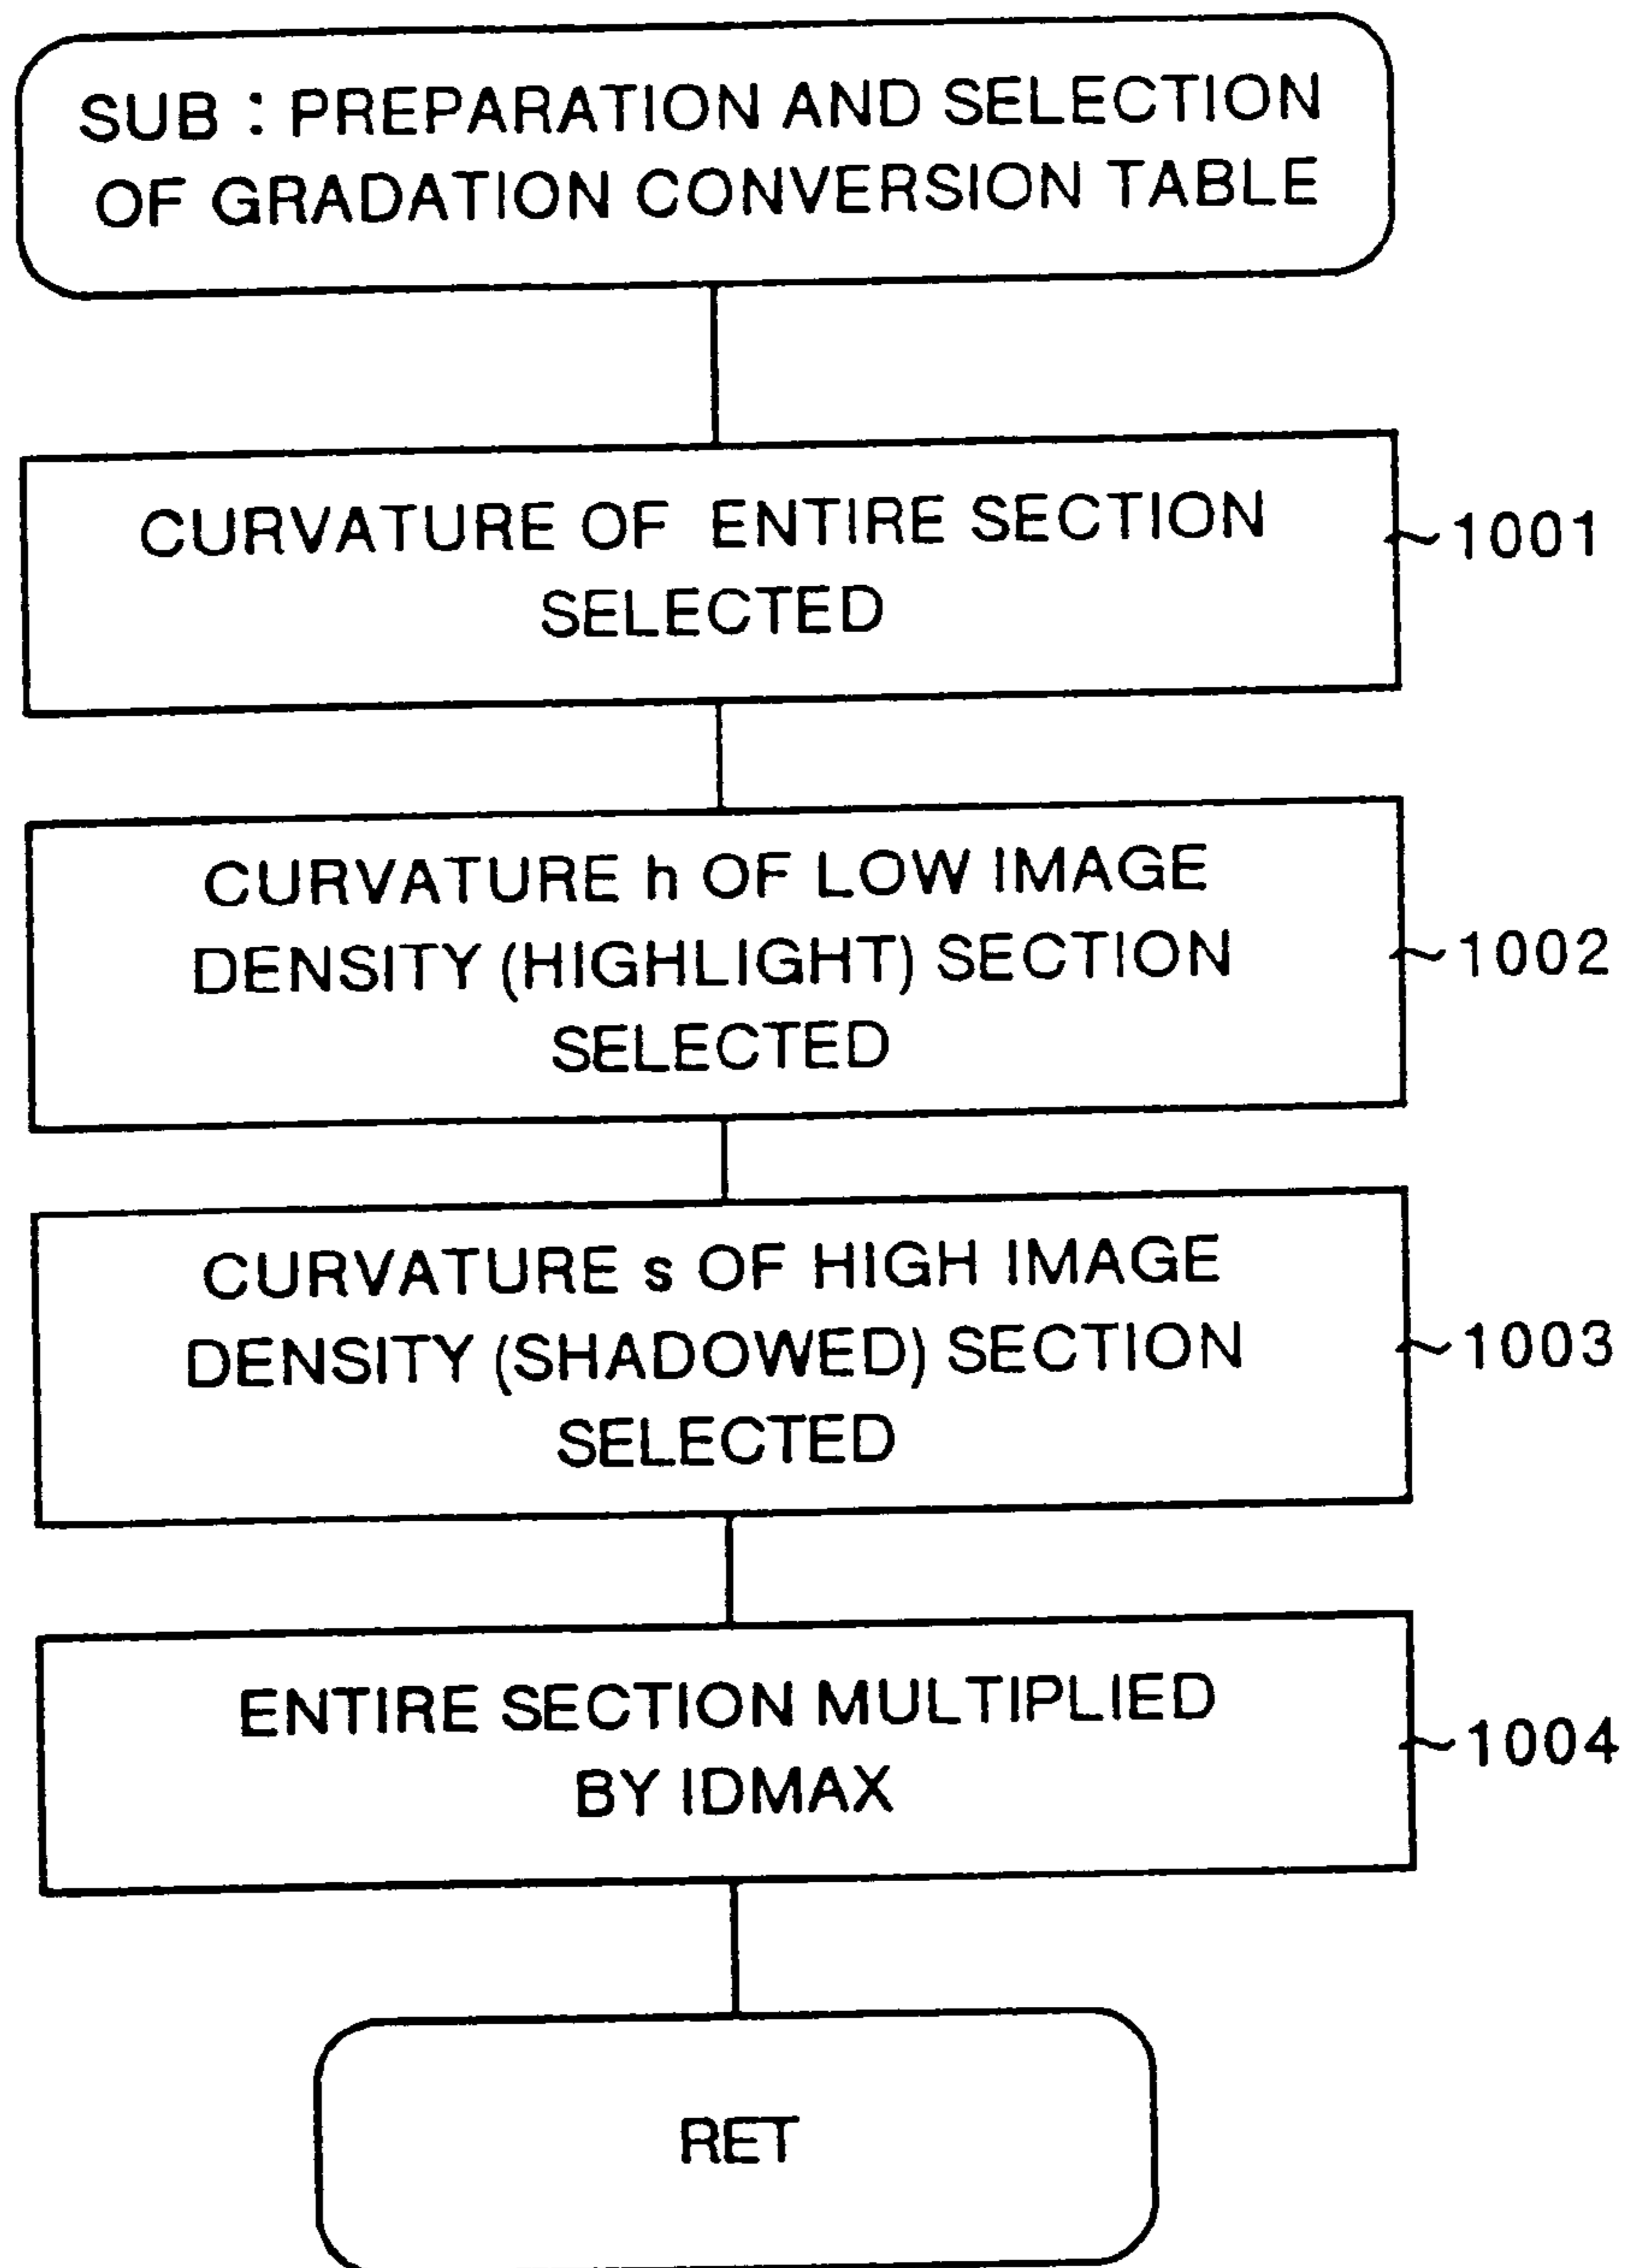 SUB : PREPARATION AND SELECTION
OF GRADATION CONVERSION TABLE
CURVATURE OF ENTIRE SECTION
SELECTED
1001
CURVATURE h OF LOW IMAGE
DENSITY (HIGHLIGHT) SECTION
SELECTED
1002
CURVATURE s OF HIGH IMAGE
DENSITY (SHADOWED) SECTION
SELECTED
1003
ENTIRE SECTION MULTIPLIED
BY IDMAX
1004
RET